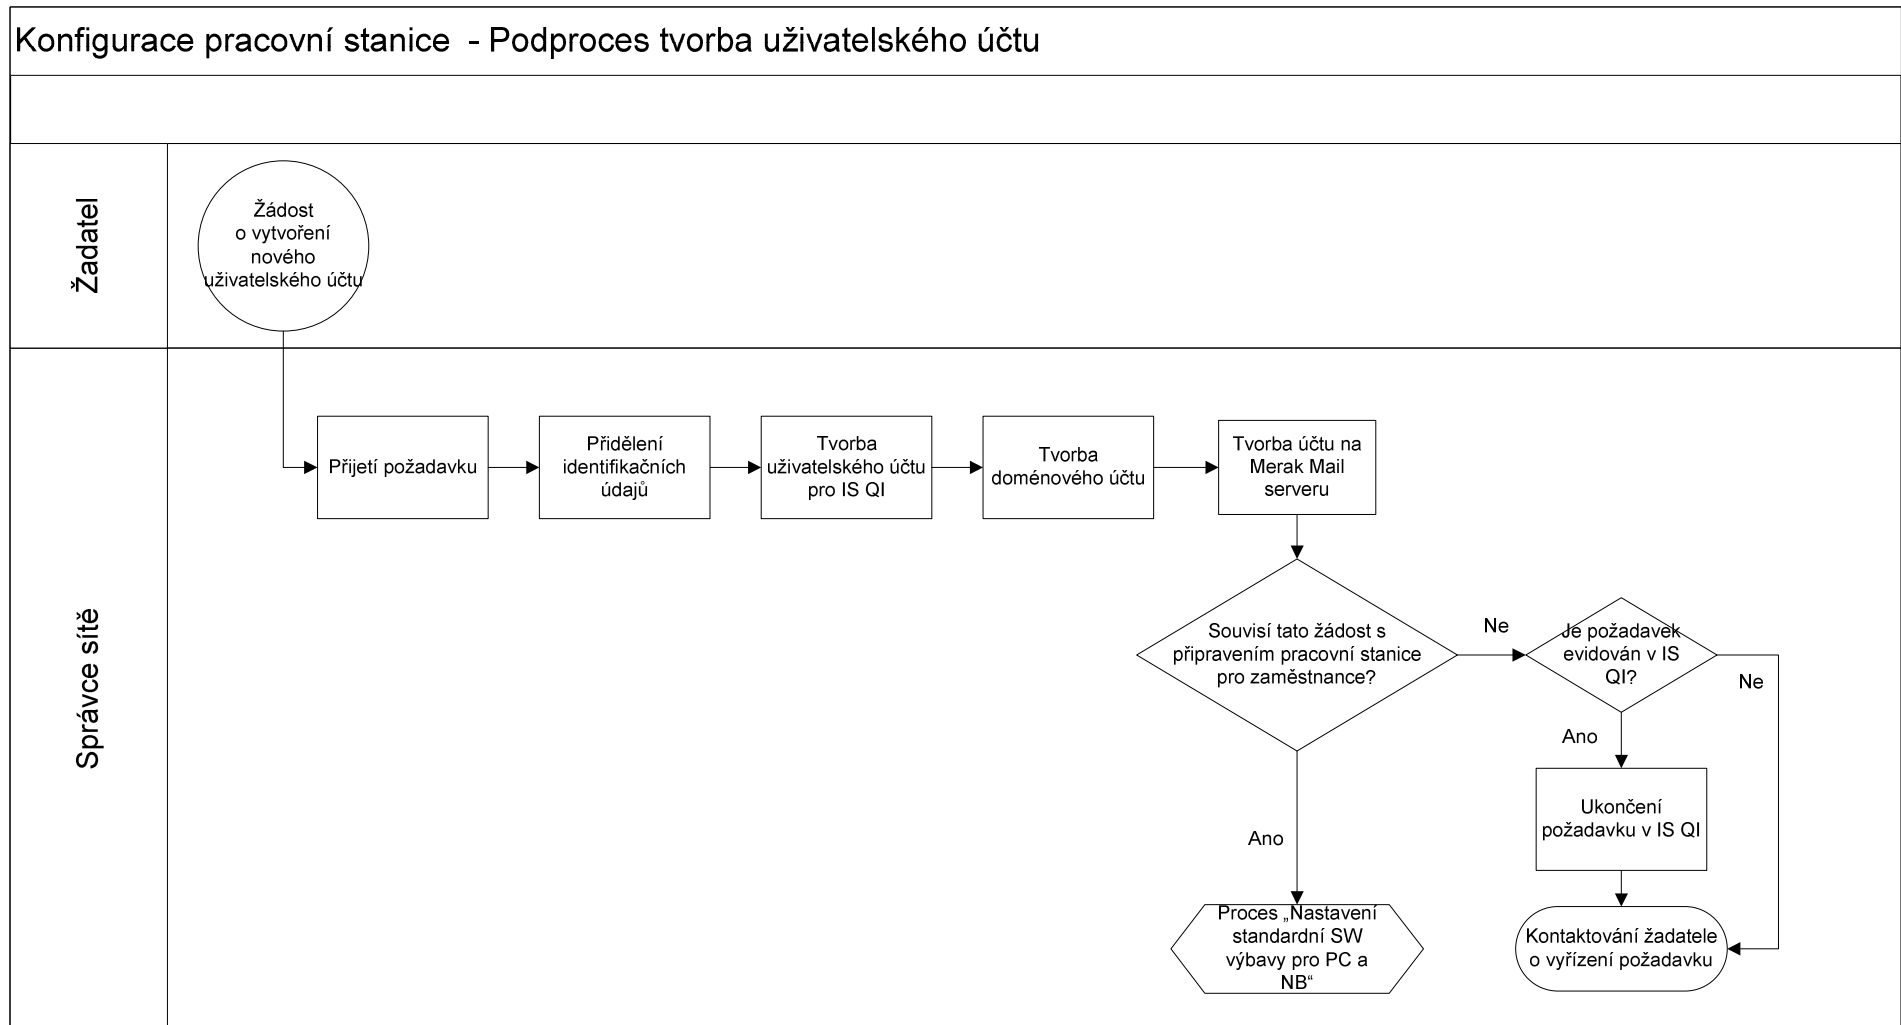 Konfigurace pracovní stanice - Podproces tvorba uživatelského účtu
Žadatel
Žádost
o vytvoření
nového
uživatelského účtu
Správce sítě
Přijetí požadavku
Přidělení
identifikačních
údajů
Tvorba
uživatelského účtu
pro IS QI
Tvorba
doménového účtu
Tvorba účtu na
Merak Mail
serveru
Souvisí tato žádost s
připravením pracovní stanice
pro zaměstnance?
Ne
Je požadavek
evidován v IS
QI?
Ne
Ano
Ukončení
požadavku v IS QI
Ano
Proces „Nastavení
standardní SW
výbavy pro PC a
NB“
Kontaktování žadatele
o vyřízení požadavku